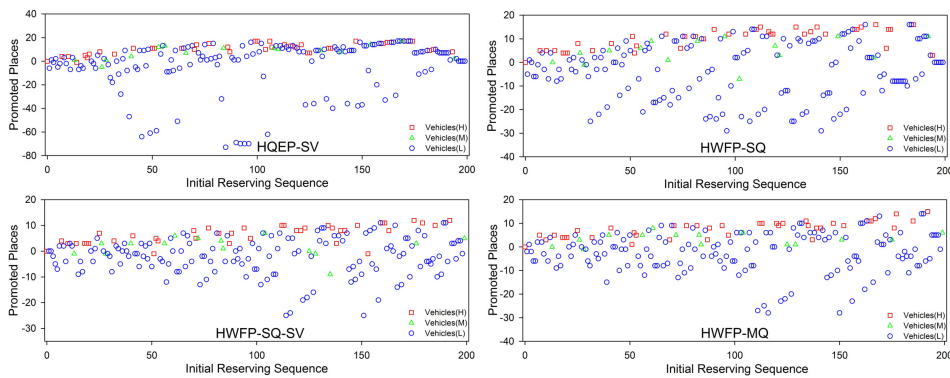 40
20
0
-20
-40
-60
-80
0 50 100 150 200
Promoted Places
Initial Reserving Sequence
Vehicles(H)
Vehicles(M)
Vehicles(L)
HQEP-SV
20
10
0
-10
-20
-30
-40
0 50 100 150 200
Promoted Places
Initial Reserving Sequence
Vehicles(H)
Vehicles(M)
Vehicles(L)
HWFP-SQ
20
10
0
-10
-20
-30
0 50 100 150 200
Promoted Places
Initial Reserving Sequence
Vehicles(H)
Vehicles(M)
Vehicles(L)
HWFP-SQ-SV
20
10
0
-10
-20
-30
0 50 100 150 200
Promoted Places
Initial Reserving Sequence
Vehicles(H)
Vehicles(M)
Vehicles(L)
HWFP-MQ